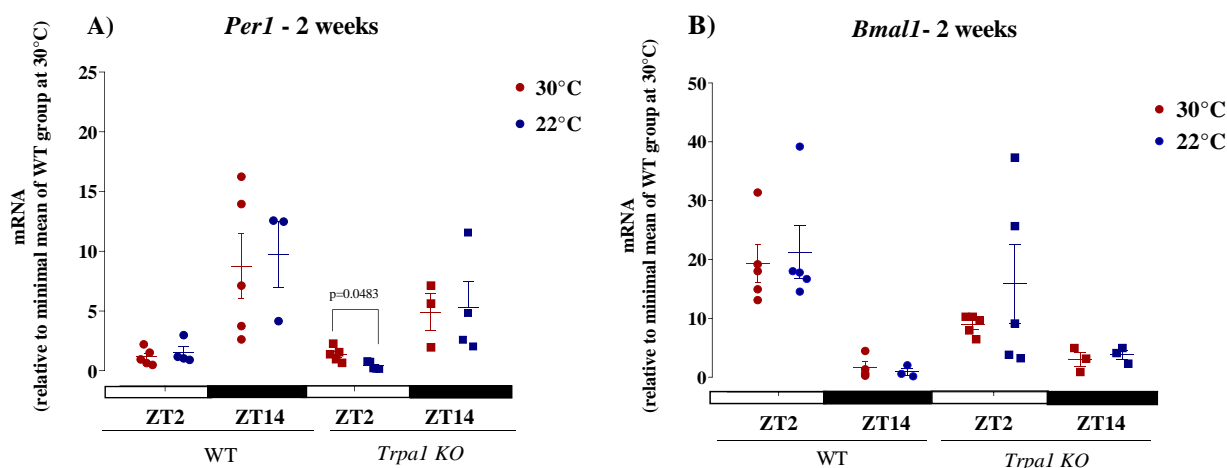 A)
Per1 - 2 weeks
mRNA
(relative to minimal mean of WT group at 30°C)
25
20
15
10
5
0
30°C
22°C
p=0.0483
ZT2
ZT14
ZT2
ZT14
WT
Trpa1 KO
B)
Bmal1- 2 weeks
mRNA
(relative to minimal mean of WT group at 30°C)
50
40
30
20
10
0
30°C
22°C
ZT2
ZT14
ZT2
ZT14
WT
Trpa1 KO